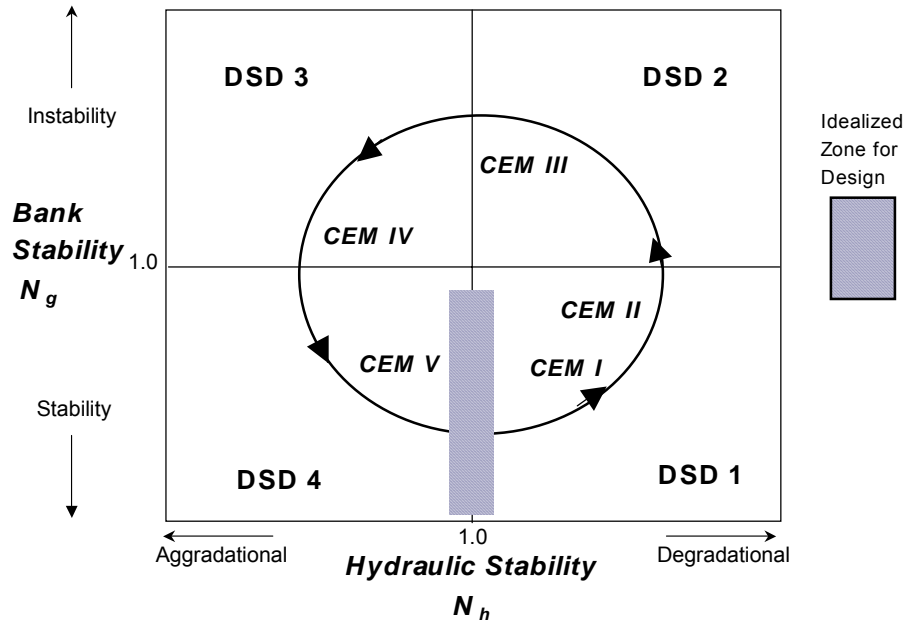 DSD 3
DSD 2
Instability
Idealized
Zone for
Design
CEM III
Bank
Stability
N g
CEM IV
1.0
CEM II
CEM V
CEM I
Stability
DSD 4
DSD 1
1.0
Aggradational
Degradational
Hydraulic Stability
N h